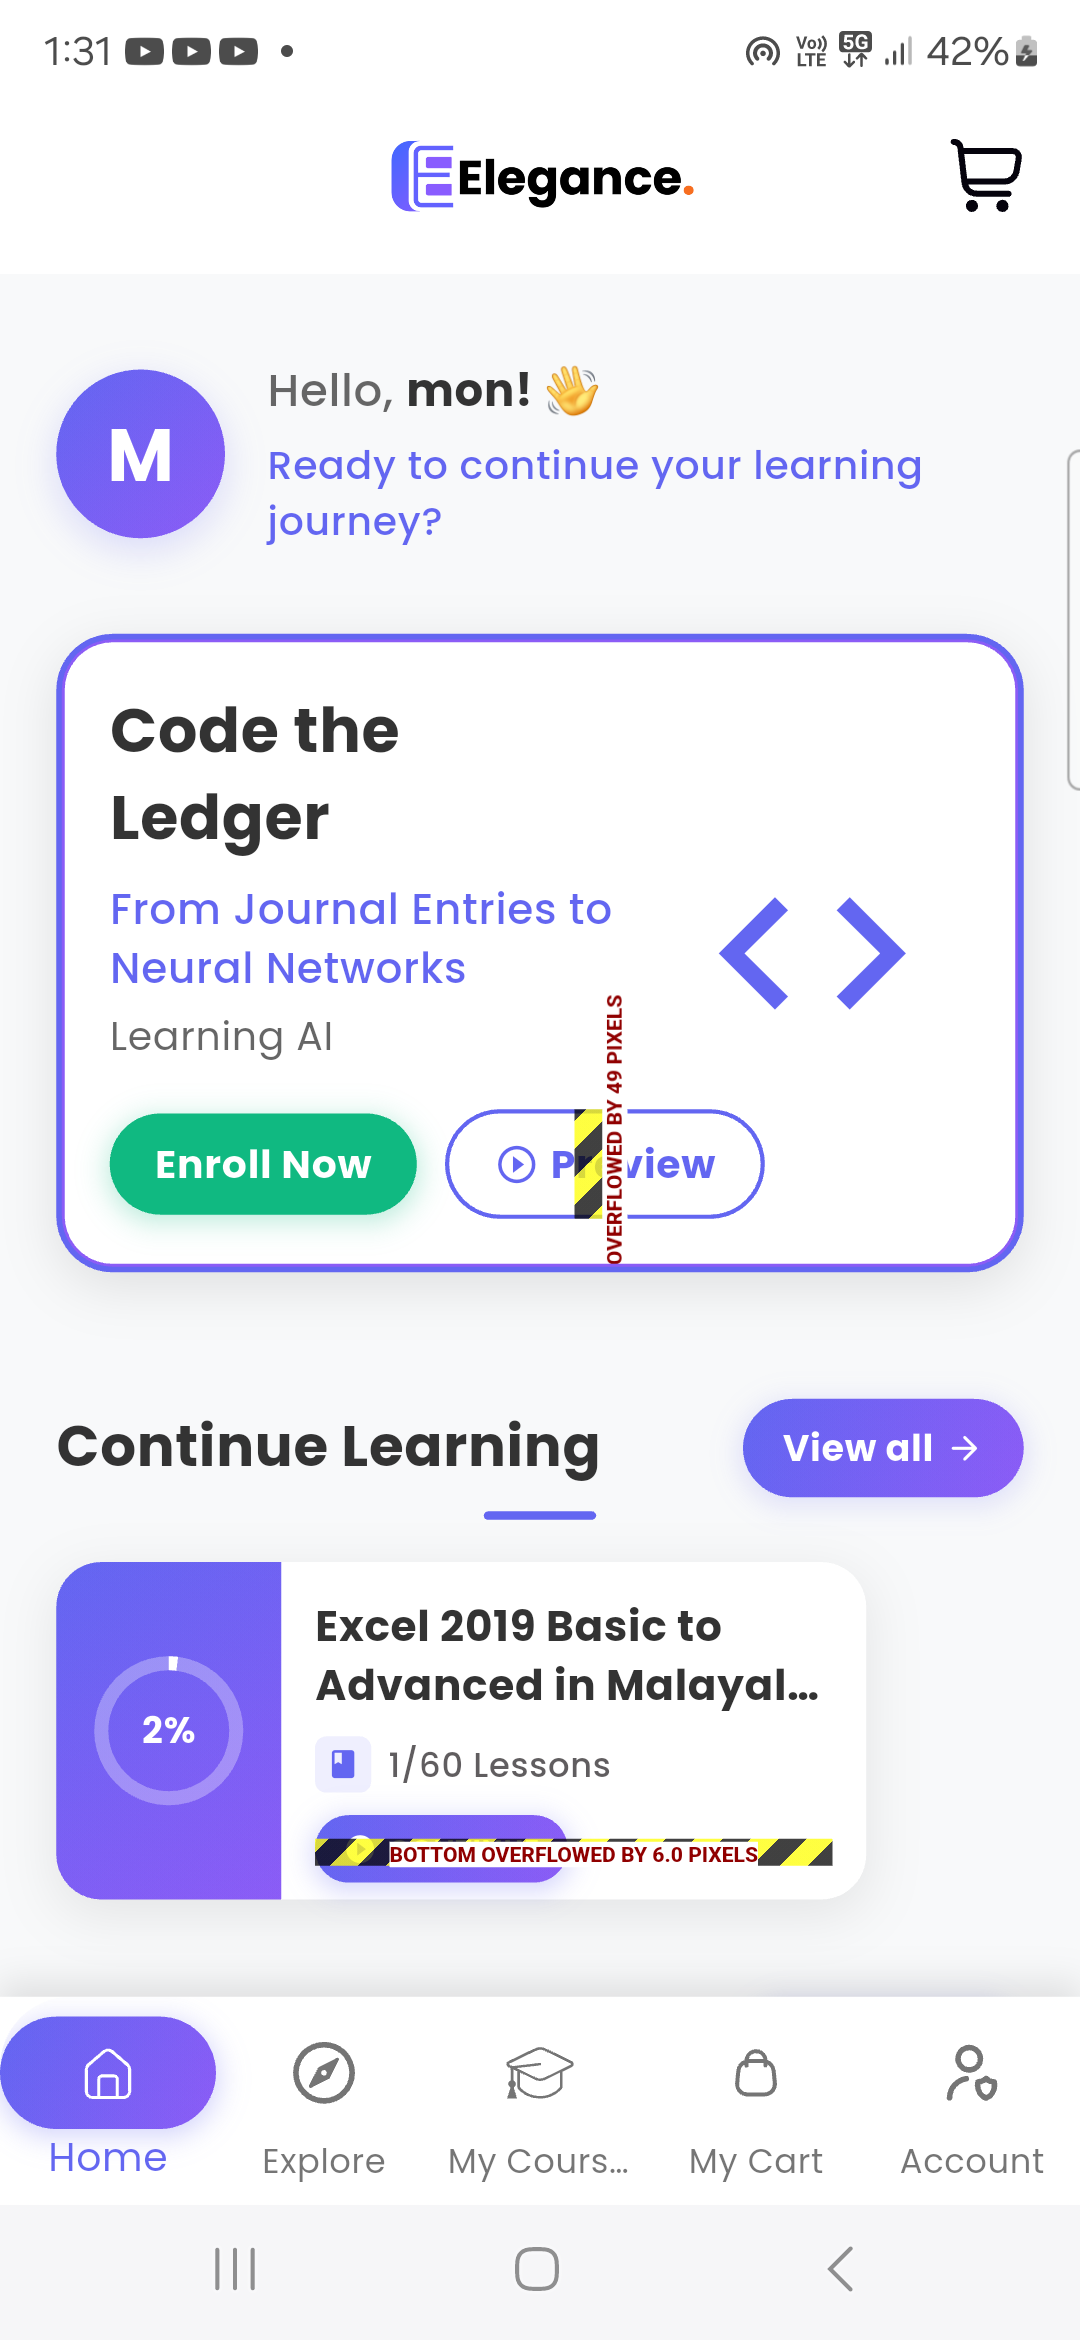 1:31
Vo)) LTE 5G 42%
Elegance.
M
Hello, mon! 👋
Ready to continue your learning
journey?
Code the
Ledger
From Journal Entries to
Neural Networks
Learning AI
Enroll Now
OVERFLOWED BY 49 PIXELS
Continue Learning
View all →
2%
Excel 2019 Basic to
Advanced in Malayal...
1/60 Lessons
BOTTOM OVERFLOWED BY 6.0 PIXELS
Home
Explore
My Cours...
My Cart
Account